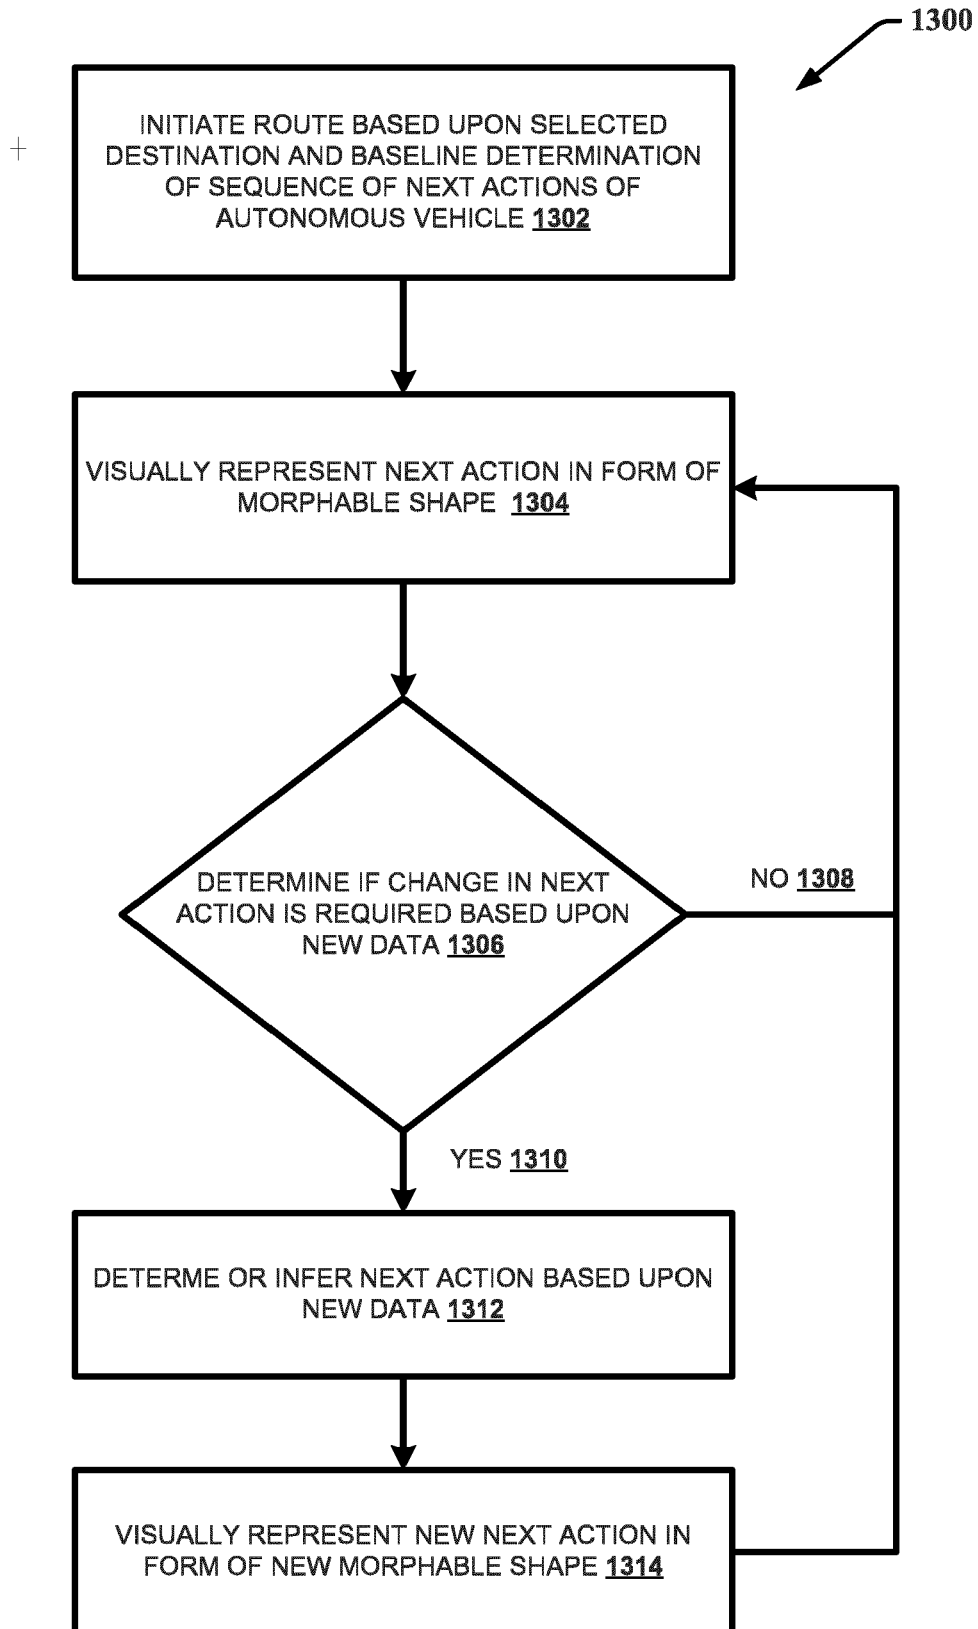 1300
INITIATE ROUTE BASED UPON SELECTED
DESTINATION AND BASELINE DETERMINATION
OF SEQUENCE OF NEXT ACTIONS OF
AUTONOMOUS VEHICLE 1302
VISUALLY REPRESENT NEXT ACTION IN FORM OF
MORPHABLE SHAPE 1304
DETERMINE IF CHANGE IN NEXT
ACTION IS REQUIRED BASED UPON
NEW DATA 1306
NO 1308
YES 1310
DETERME OR INFER NEXT ACTION BASED UPON
NEW DATA 1312
VISUALLY REPRESENT NEW NEXT ACTION IN
FORM OF NEW MORPHABLE SHAPE 1314